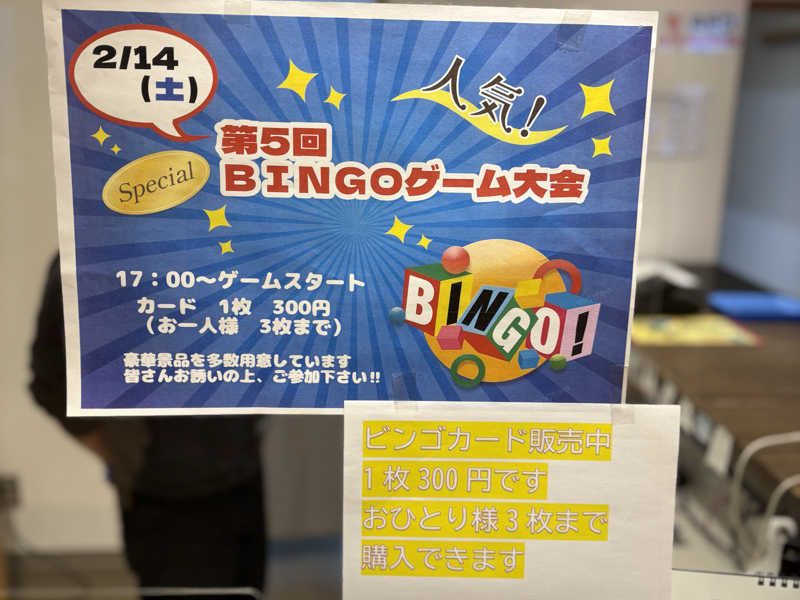 2/14
(土)
人気!
Special
第5回
BINGOゲーム大会
17：00～ゲームスタート
カード 1枚 300円
（お一人様 3枚まで）
BINGO!
豪華景品を多数用意しています
皆さんお誘いの上、ご参加下さい!!
ビンゴカード販売中
1枚300円です
おひとり様3枚まで
購入できます